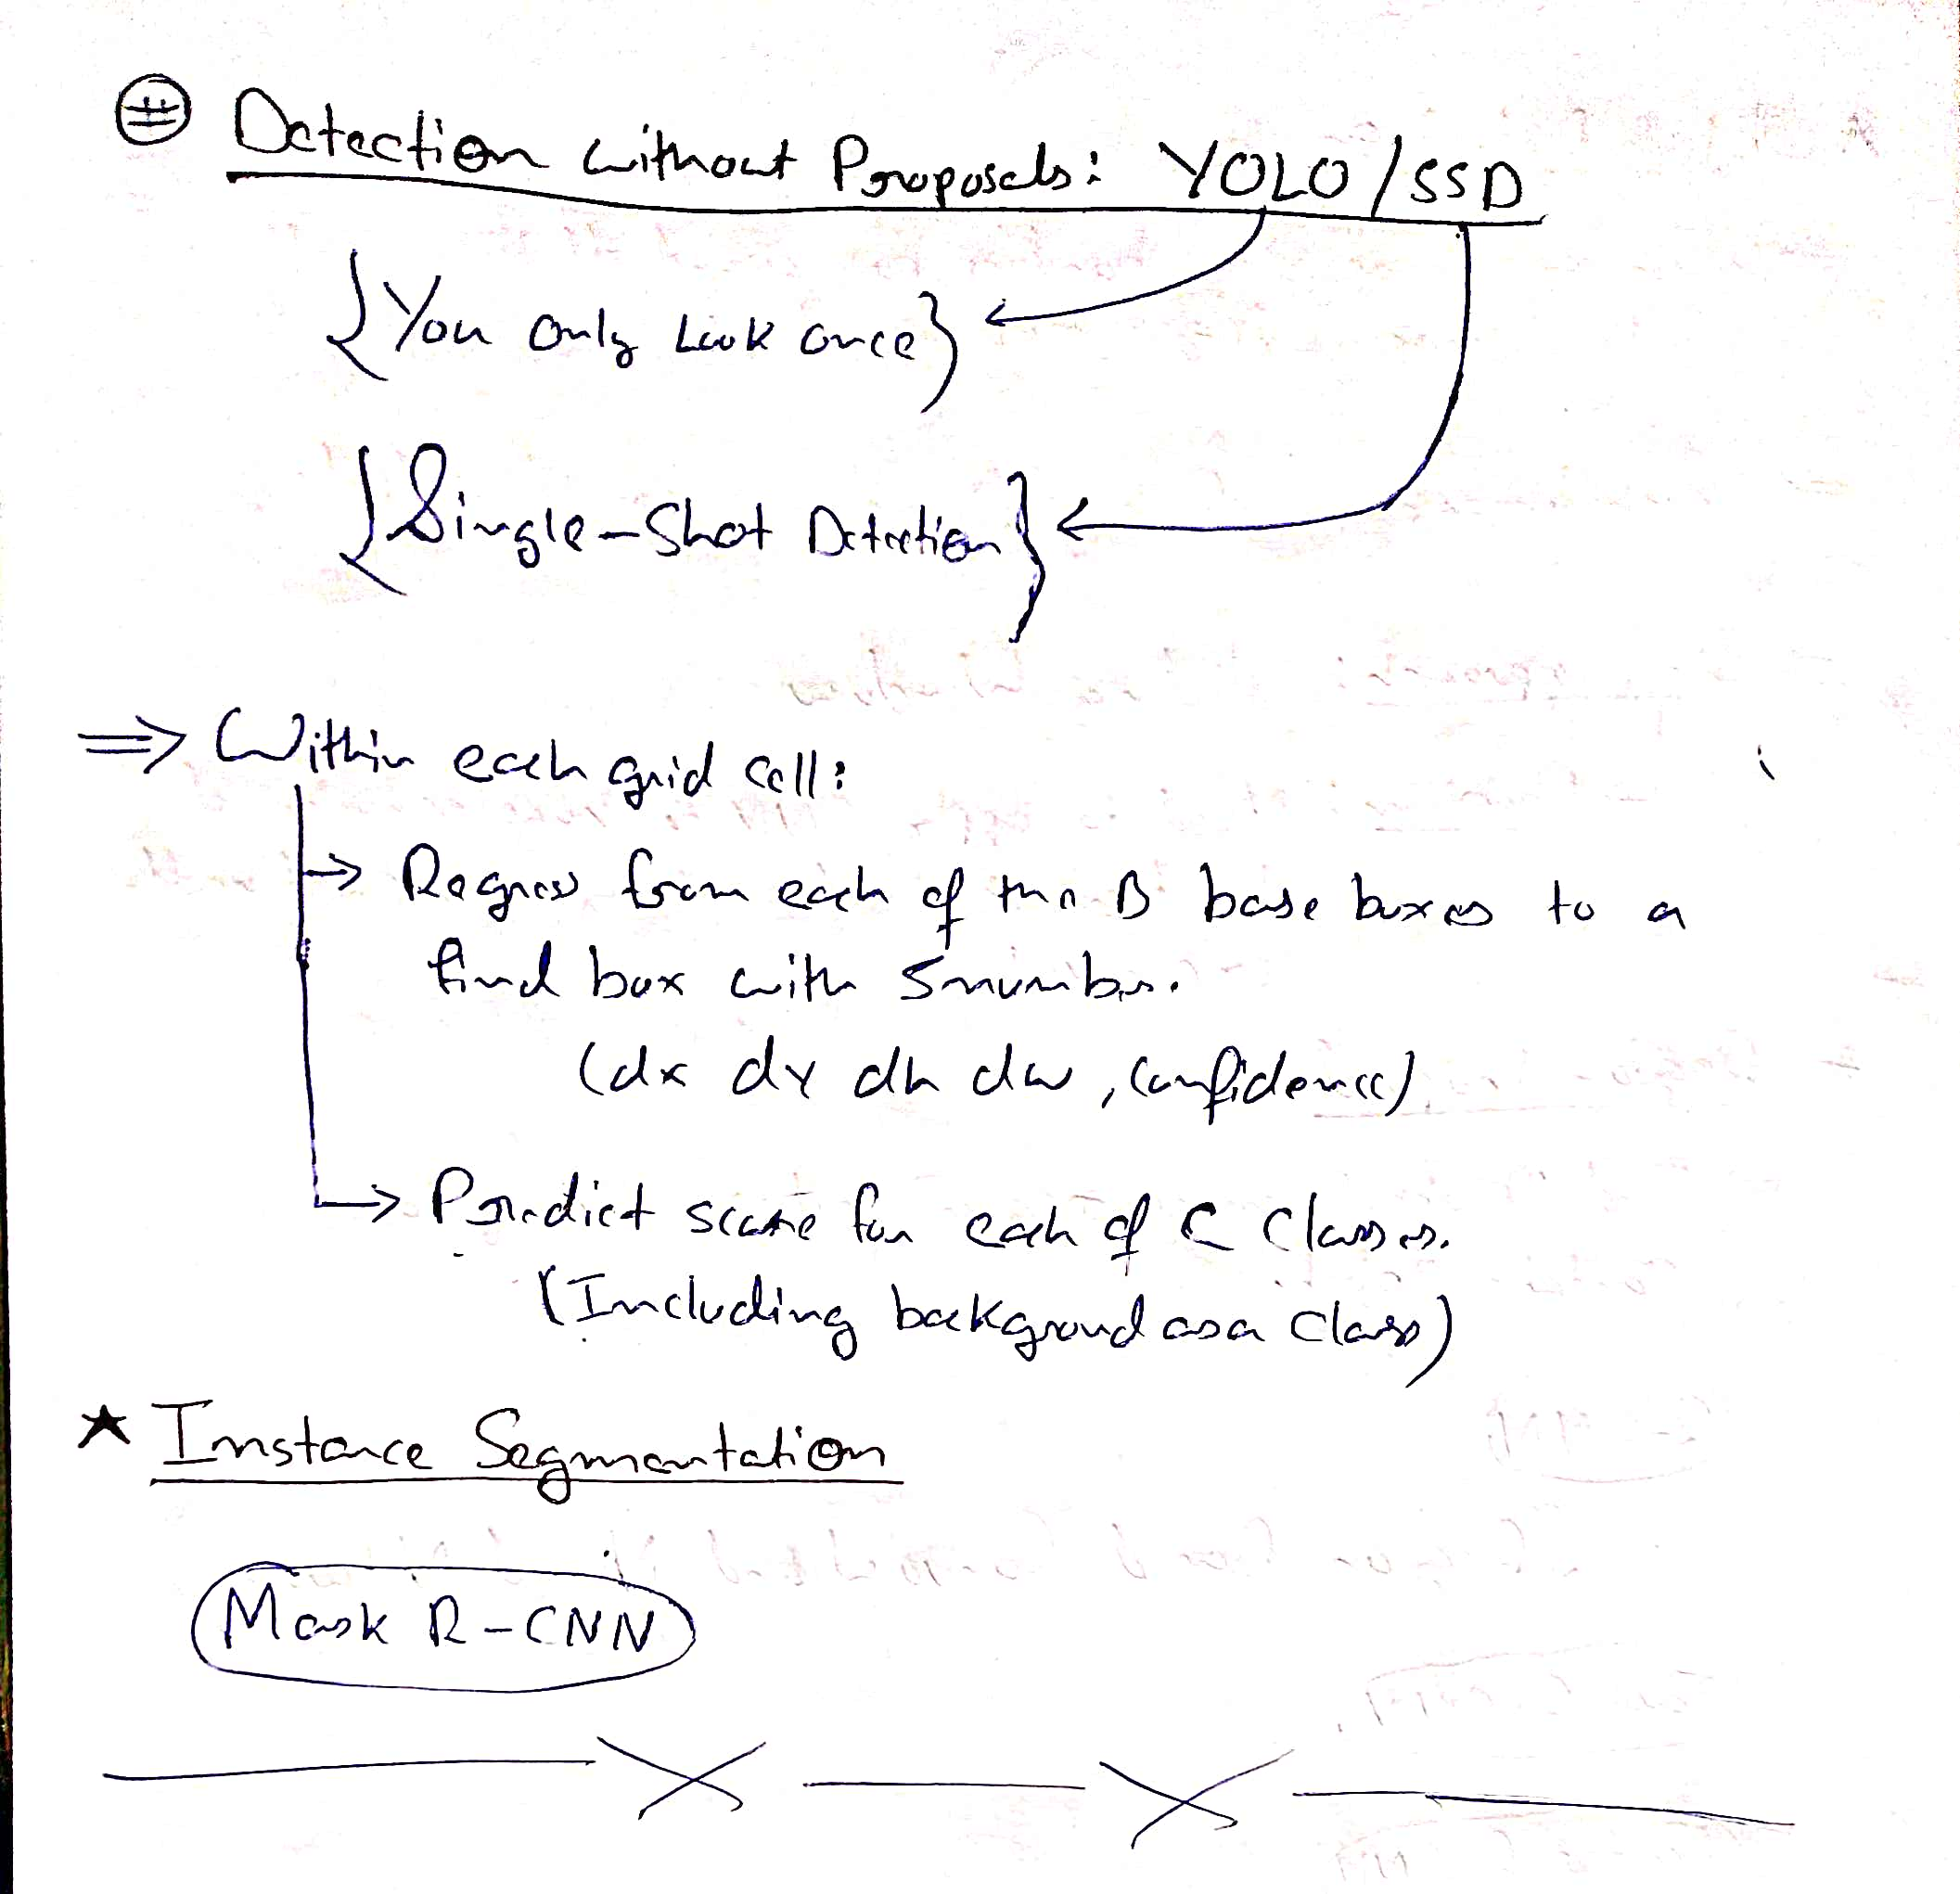 # Detection without Proposals: YOLO/SSD
{You Only Look once}
{Single-Shot Detection}
⇒ Within each grid cell:
→ Regress from each of the B base boxes to a
final box with 5 numbers.
(dx dy dh dw, confidence)
→ Predict score for each of C classes.
(Including background as a class)
★ Instance Segmentation
Mask R-CNN